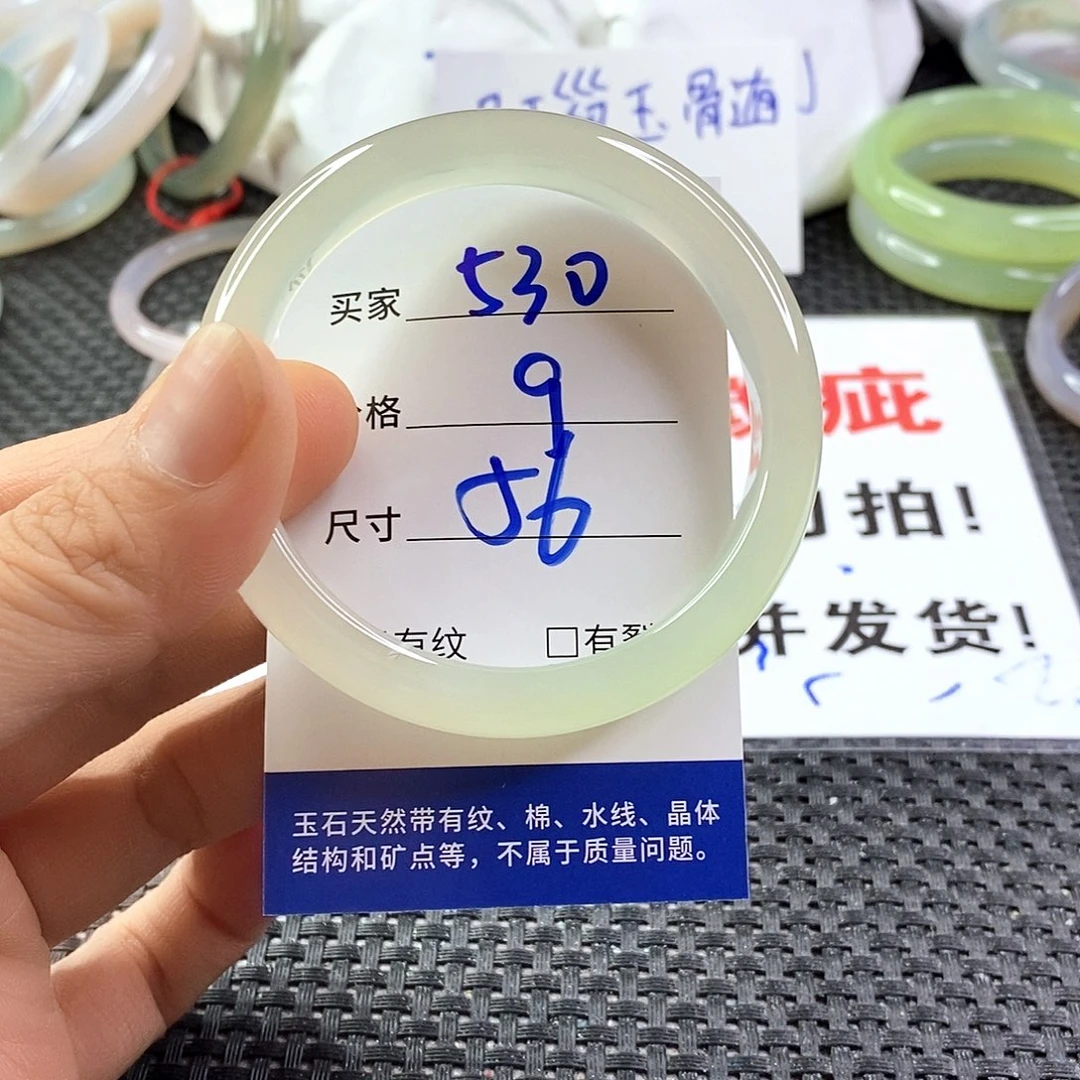 玉骨
买家 530
格 9
尺寸 56
有纹 □有裂
玉石天然带有纹、棉、水线、晶体
结构和矿点等，不属于质量问题。
疵
拍！
并发货！